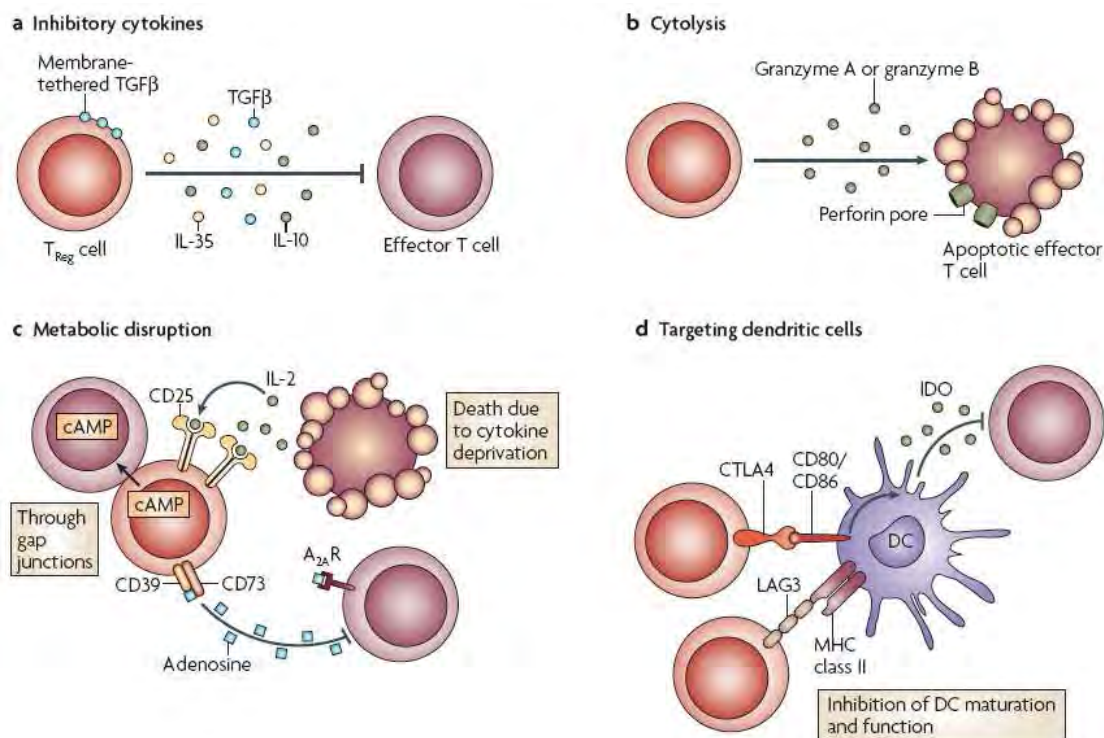 a Inhibitory cytokines
Membrane-
tethered TGFβ
TGFβ
IL-35
IL-10
T_Reg cell
Effector T cell
b Cytolysis
Granzyme A or granzyme B
Perforin pore
Apoptotic effector
T cell
c Metabolic disruption
CD25
IL-2
cAMP
cAMP
Death due
to cytokine
deprivation
Through
gap
junctions
CD39
CD73
A2AR
Adenosine
d Targeting dendritic cells
IDO
CTLA4
CD80/
CD86
DC
LAG3
MHC
class II
Inhibition of DC maturation
and function